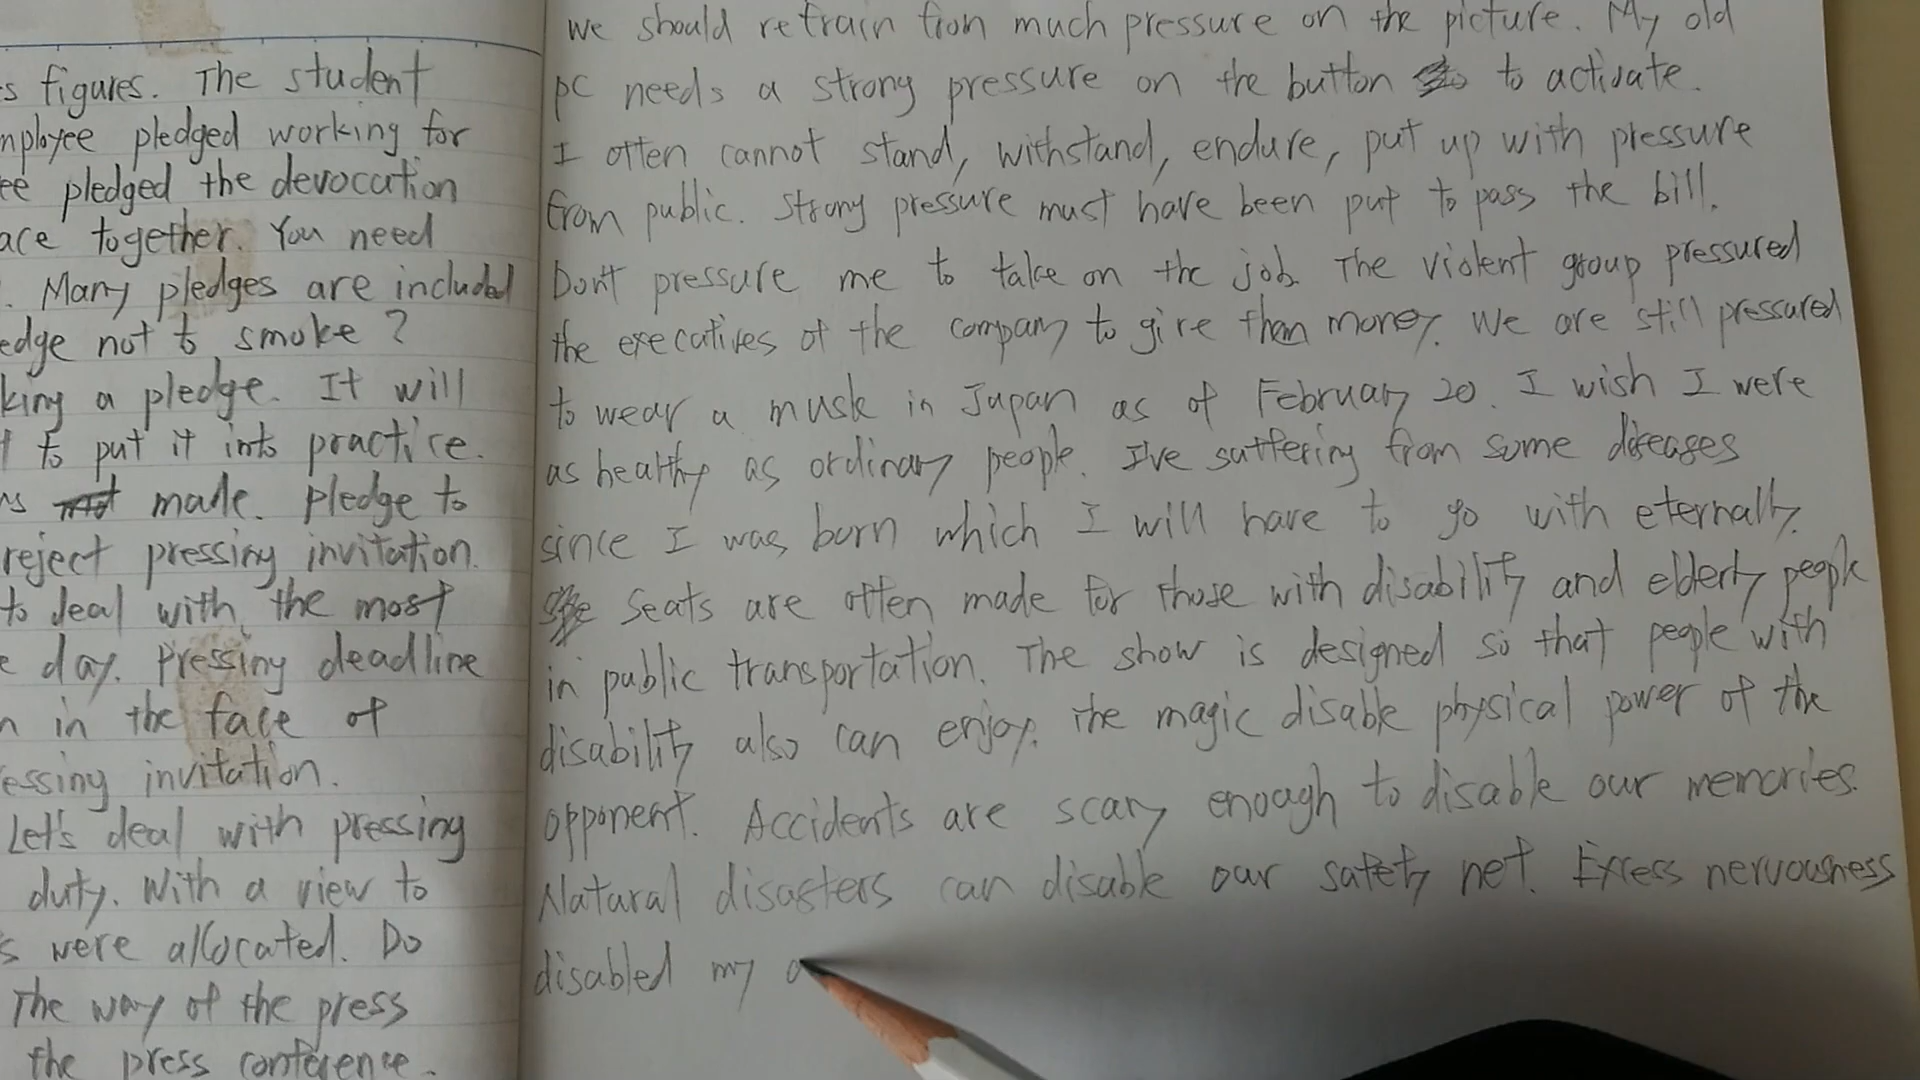 s figures. The student
mployee pledged working for
ee pledged the devocation
ace together. You need
. Many pledges are included
edge not to smoke?
king a pledge. It will
to put it into practice.
made. Pledge to
reject pressing invitation.
to deal with the most
e day. Pressing deadline
n in the face of
essing invitation.
Let's deal with pressing
duty. With a view to
s were allocated. Do
The way of the press
the press conference.
we should refrain from much pressure on the picture. My old
pc needs a strong pressure on the button to activate.
I often cannot stand, withstand, endure, put up with pressure
from public. Strong pressure must have been put to pass the bill.
Don't pressure me to take on the job. The violent group pressured
the executives of the company to give them money. We are still pressured
to wear a musk in Japan as of February 20. I wish I were
as healthy as ordinary people. I've suffering from some diseases
since I was born which I will have to go with eternally.
Seats are often made for those with disability and elderly people
in public transportation. The show is designed so that people with
disability also can enjoy. The magic disable physical power of the
opponent. Accidents are scary enough to disable our memories.
Natural disasters can disable our safety net. Excess nervousness
disabled my a